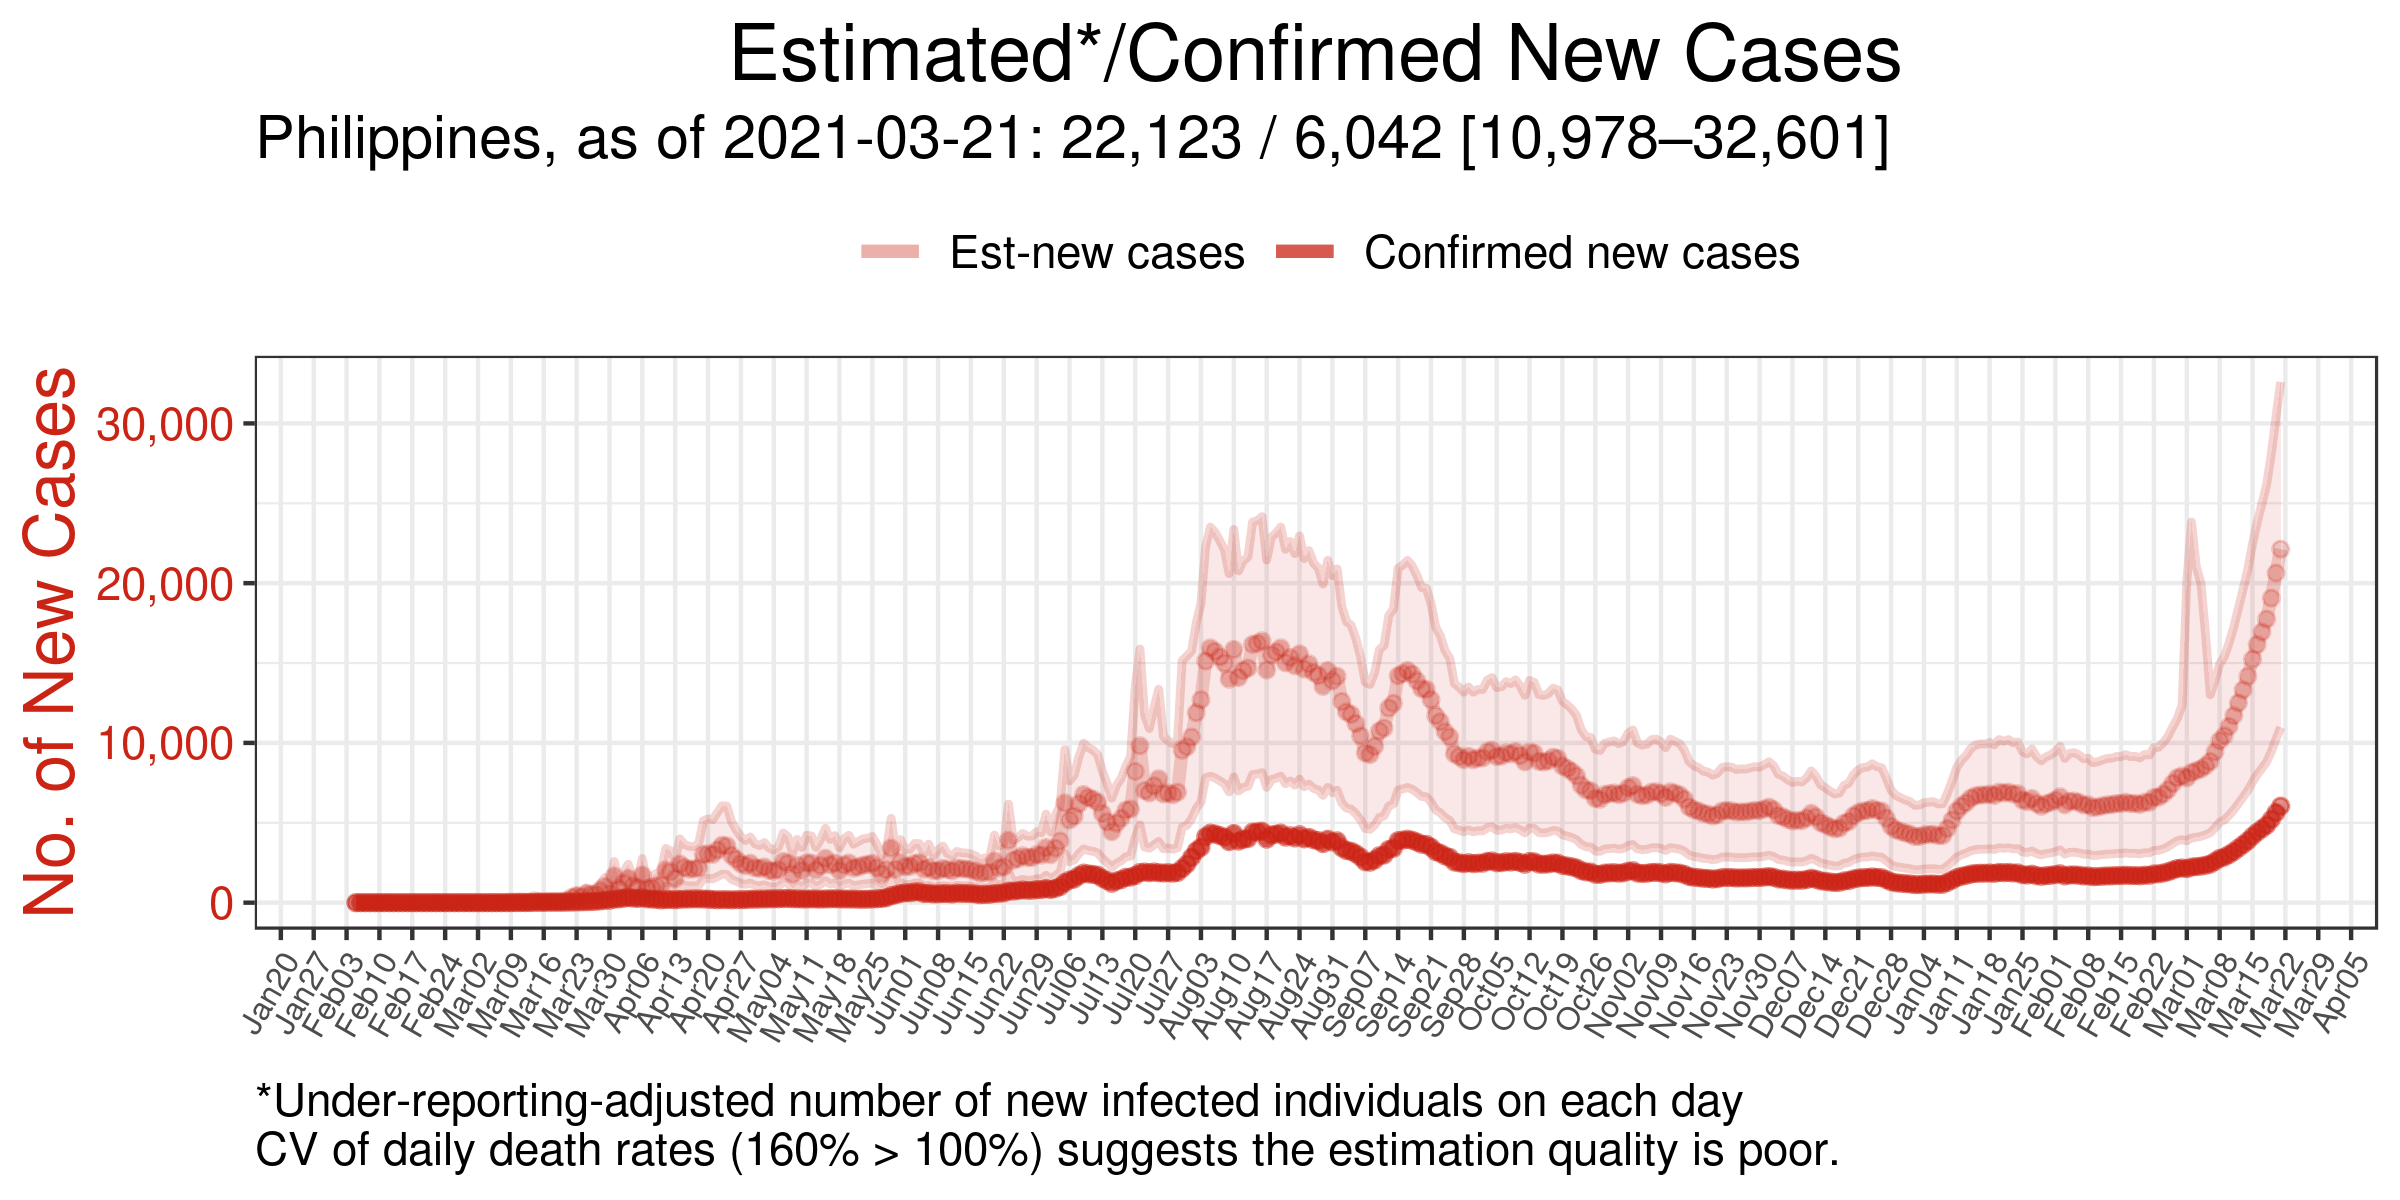 Estimated*/Confirmed New Cases
Philippines, as of 2021-03-21: 22,123 / 6,042 [10,978–32,601]
Est-new cases
Confirmed new cases
No. of New Cases
30,000
20,000
10,000
0
Jan20
Jan27
Feb03
Feb10
Feb17
Feb24
Mar02
Mar09
Mar16
Mar23
Mar30
Apr06
Apr13
Apr20
Apr27
May04
May11
May18
May25
Jun01
Jun08
Jun15
Jun22
Jun29
Jul06
Jul13
Jul20
Jul27
Aug03
Aug10
Aug17
Aug24
Aug31
Sep07
Sep14
Sep21
Sep28
Oct05
Oct12
Oct19
Oct26
Nov02
Nov09
Nov16
Nov23
Nov30
Dec07
Dec14
Dec21
Dec28
Jan04
Jan11
Jan18
Jan25
Feb01
Feb08
Feb15
Feb22
Mar01
Mar08
Mar15
Mar22
Mar29
Apr05
*Under-reporting-adjusted number of new infected individuals on each day
CV of daily death rates (160% > 100%) suggests the estimation quality is poor.